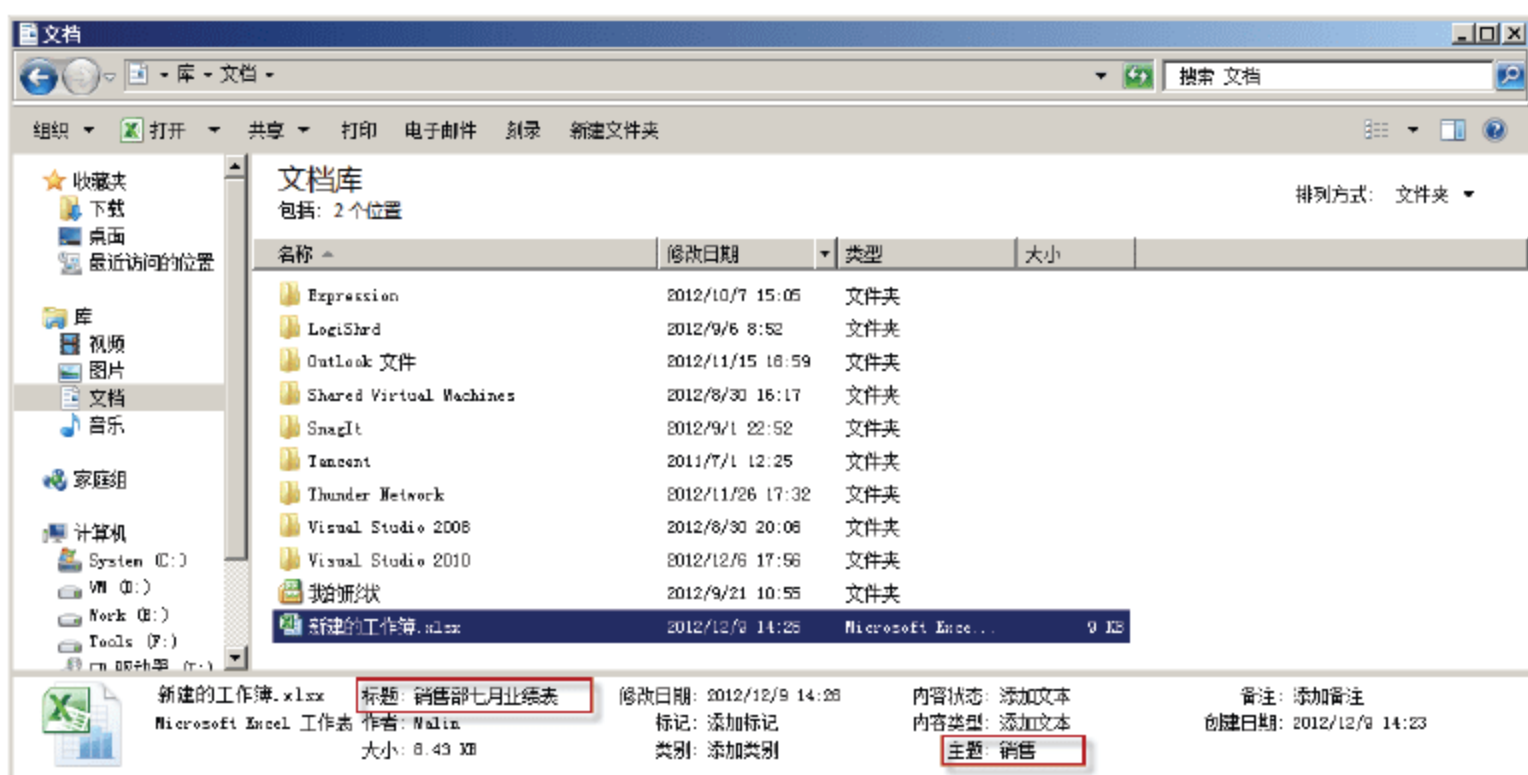 文档
库 文档
搜索 文档
组织 打开 共享 打印 电子邮件 刻录 新建文件夹
收藏夹
下载
桌面
最近访问的位置
库
视频
图片
文档
音乐
家庭组
计算机
System (C:)
VM (D:)
Work (E:)
Tools (F:)
文档库
包括: 2 个位置
排列方式: 文件夹
名称 修改日期 类型 大小
Expression 2012/10/7 15:05 文件夹
LogiShrd 2012/9/6 8:52 文件夹
Outlook 文件 2012/11/15 16:59 文件夹
Shared Virtual Machines 2012/8/30 16:17 文件夹
SnagIt 2012/9/1 22:52 文件夹
Tencent 2011/7/1 12:25 文件夹
Thunder Network 2012/11/26 17:32 文件夹
Visual Studio 2008 2012/8/30 20:06 文件夹
Visual Studio 2010 2012/12/6 17:56 文件夹
我的形状 2012/9/21 10:55 文件夹
新建的工作簿.xlsx 2012/12/9 14:26 Microsoft Exce... 9 KB
新建的工作簿.xlsx 标题: 销售部七月业绩表 修改日期: 2012/12/9 14:26 内容状态: 添加文本 备注: 添加备注
Microsoft Excel 工作表 作者: Malin 标记: 添加标记 内容类型: 添加文本 创建日期: 2012/12/9 14:23
大小: 8.43 KB 类别: 添加类别 主题: 销售